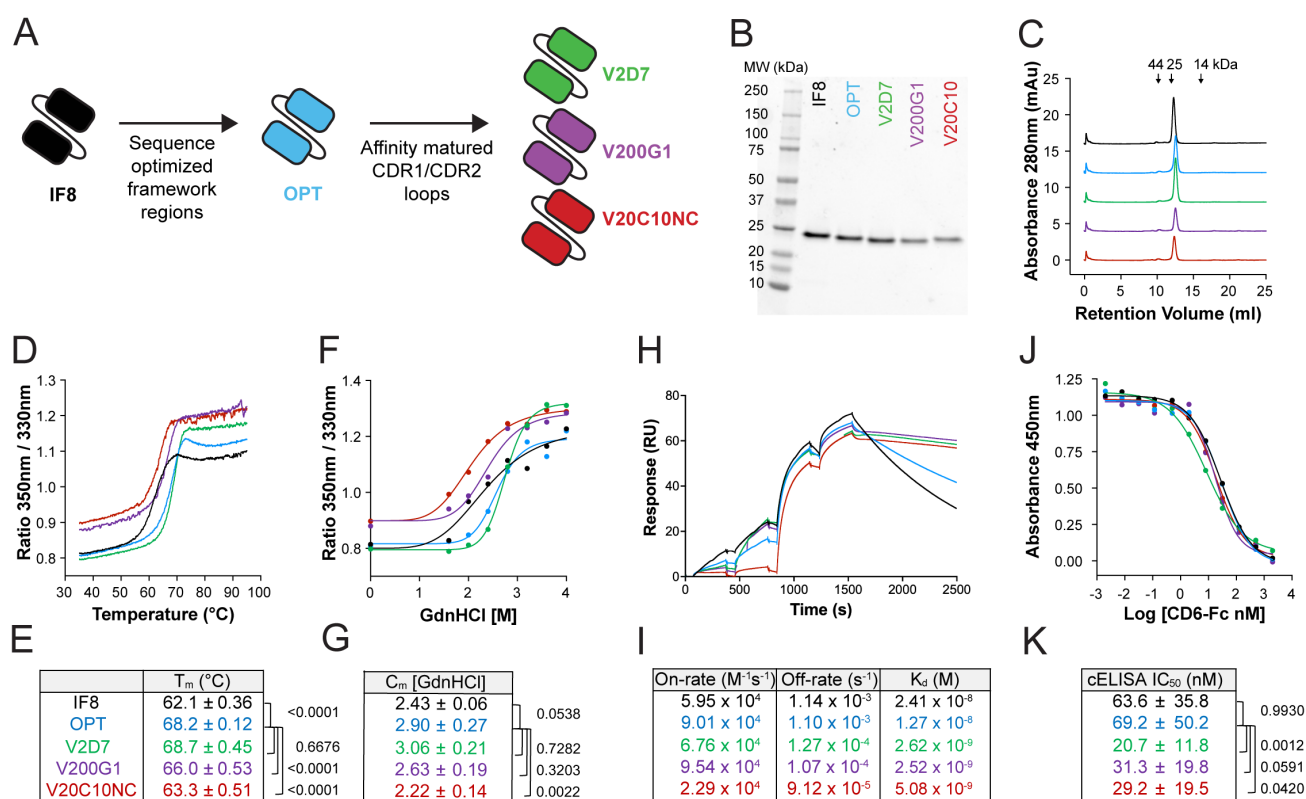 A
IF8
Sequence
optimized
framework
regions
OPT
Affinity matured
CDR1/CDR2
loops
V2D7
V200G1
V20C10NC
B
MW (kDa)
250
150
100
75
50
37
25
20
15
10
IF8
OPT
V2D7
V200G1
V20C10
C
44 25 14 kDa
Absorbance 280nm (mAu)
25
20
15
10
5
0
0 5 10 15 20 25
Retention Volume (ml)
D
Ratio 350nm / 330nm
1.3
1.2
1.1
1.0
0.9
0.8
30 40 50 60 70 80 90 100
Temperature (°C)
F
Ratio 350nm / 330nm
1.4
1.2
1.0
0.8
0 1 2 3 4
GdnHCl [M]
H
Response (RU)
80
60
40
20
0
0 500 1000 1500 2000 2500
Time (s)
J
Absorbance 450nm
1.25
1.00
0.75
0.50
0.25
0.00
-3 -2 -1 0 1 2 3 4
Log [CD6-Fc nM]
E
Tm (°C)
IF8 62.1 ± 0.36
OPT 68.2 ± 0.12
V2D7 68.7 ± 0.45
V200G1 66.0 ± 0.53
V20C10NC 63.3 ± 0.51
<0.0001
0.6676
<0.0001
<0.0001
G
Cm [GdnHCl]
2.43 ± 0.06
2.90 ± 0.27
3.06 ± 0.21
2.63 ± 0.19
2.22 ± 0.14
0.0538
0.7282
0.3203
0.0022
I
On-rate (M⁻¹s⁻¹) Off-rate (s⁻¹) Kd (M)
5.95 x 10⁴ 1.14 x 10⁻³ 2.41 x 10⁻⁸
9.01 x 10⁴ 1.10 x 10⁻³ 1.27 x 10⁻⁸
6.76 x 10⁴ 1.27 x 10⁻⁴ 2.62 x 10⁻⁹
9.54 x 10⁴ 1.07 x 10⁻⁴ 2.52 x 10⁻⁹
2.29 x 10⁴ 9.12 x 10⁻⁵ 5.08 x 10⁻⁹
K
cELISA IC50 (nM)
63.6 ± 35.8
69.2 ± 50.2
20.7 ± 11.8
31.3 ± 19.8
29.2 ± 19.5
0.9930
0.0012
0.0591
0.0420